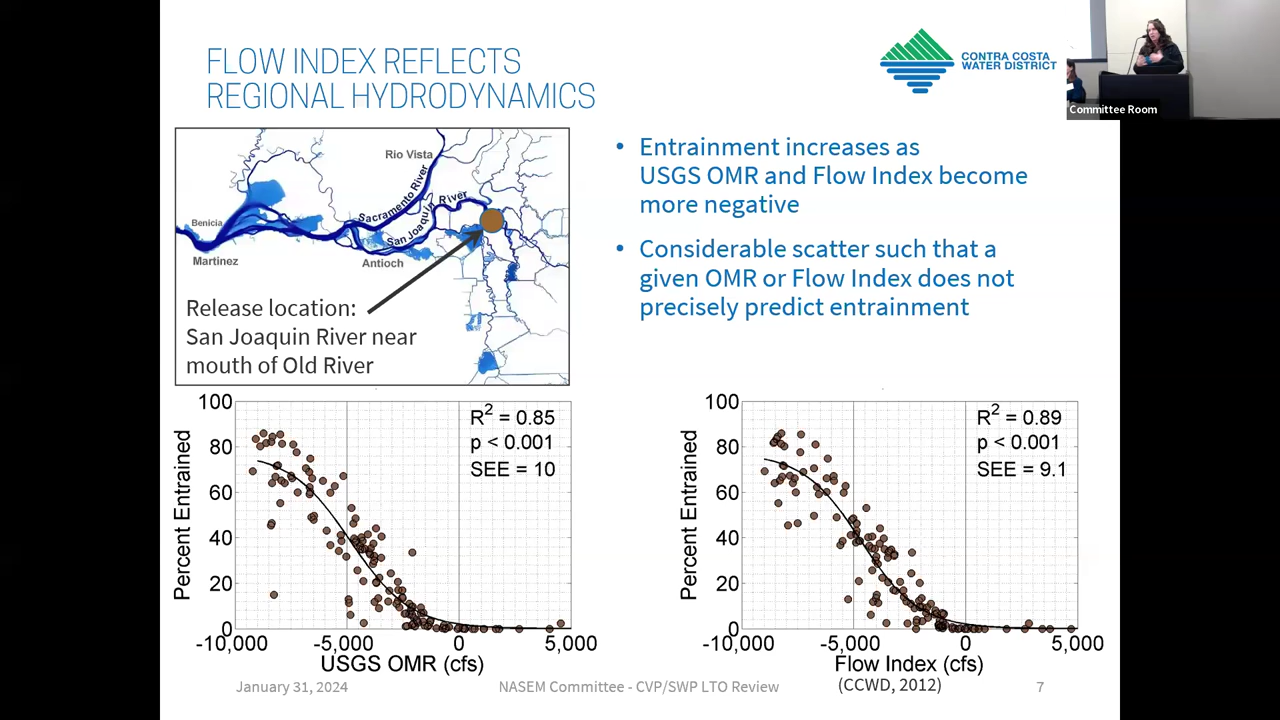 FLOW INDEX REFLECTS
REGIONAL HYDRODYNAMICS
CONTRA COSTA
WATER DISTRICT
Committee Room
Rio Vista
Sacramento River
San Joaquin River
Benicia
Martinez
Antioch
Release location:
San Joaquin River near
mouth of Old River
• Entrainment increases as
USGS OMR and Flow Index become
more negative
• Considerable scatter such that a
given OMR or Flow Index does not
precisely predict entrainment
Percent Entrained
100
80
60
40
20
0
R² = 0.85
p < 0.001
SEE = 10
-10,000 -5,000 0 5,000
USGS OMR (cfs)
Percent Entrained
100
80
60
40
20
0
R² = 0.89
p < 0.001
SEE = 9.1
-10,000 -5,000 0 5,000
Flow Index (cfs)
(CCWD, 2012)
January 31, 2024
NASEM Committee - CVP/SWP LTO Review
7